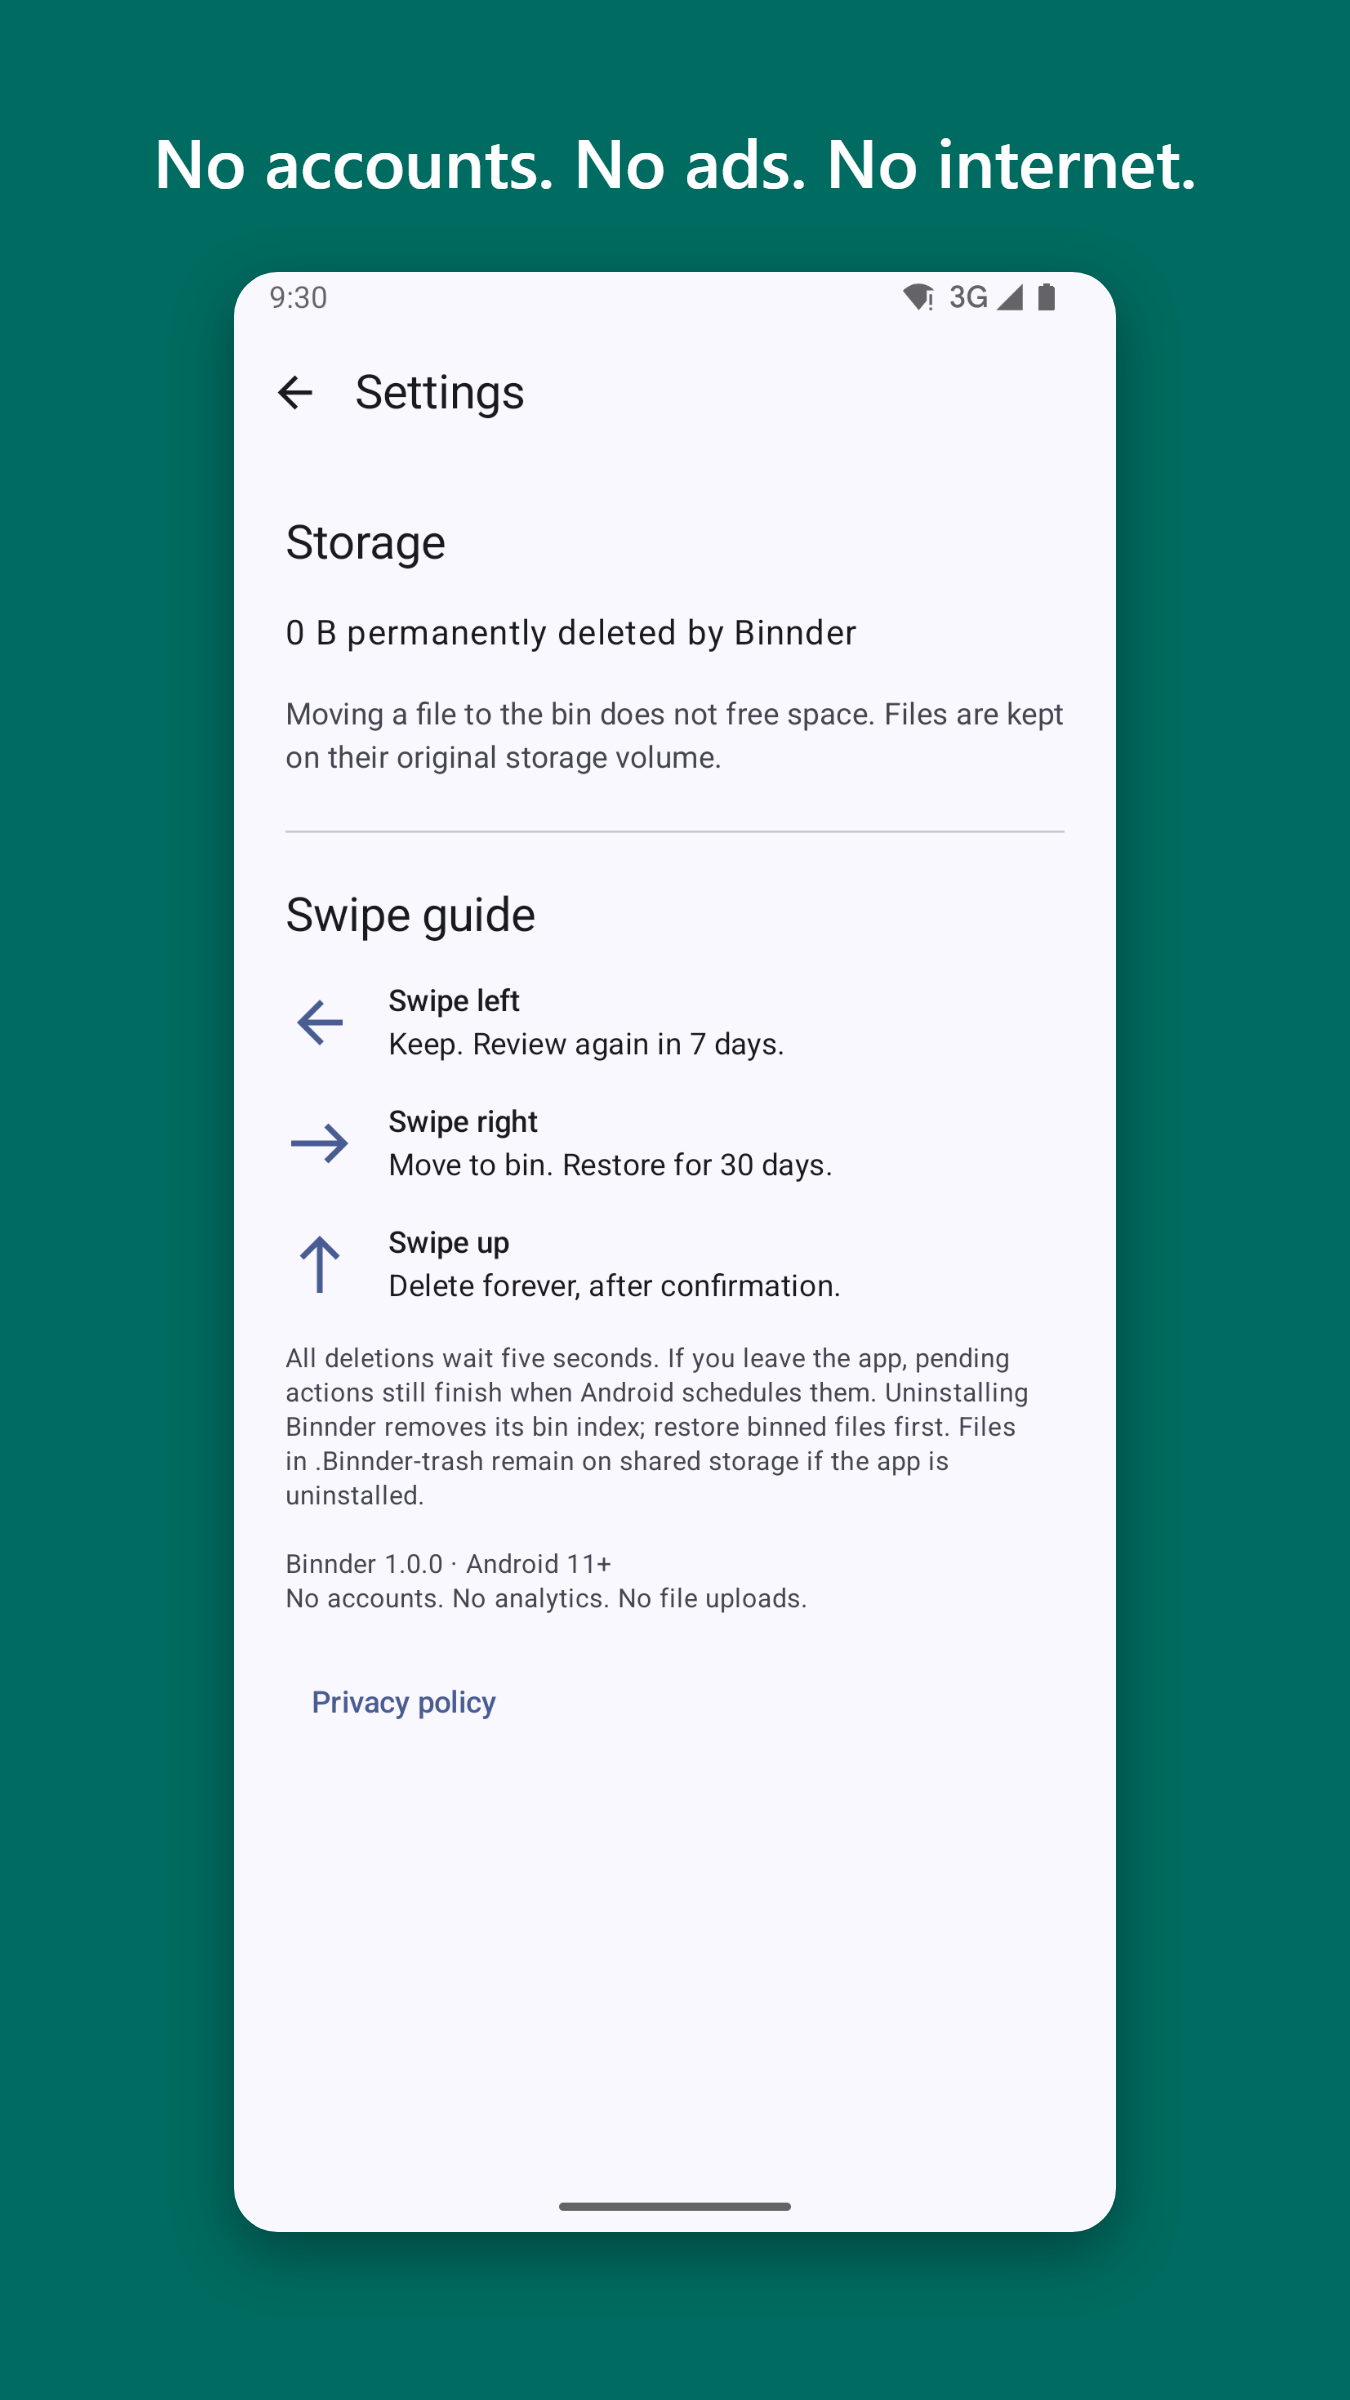 No accounts. No ads. No internet.
9:30
3G
Settings
Storage
0 B permanently deleted by Binnder
Moving a file to the bin does not free space. Files are kept
on their original storage volume.
Swipe guide
Swipe left
Keep. Review again in 7 days.
Swipe right
Move to bin. Restore for 30 days.
Swipe up
Delete forever, after confirmation.
All deletions wait five seconds. If you leave the app, pending
actions still finish when Android schedules them. Uninstalling
Binnder removes its bin index; restore binned files first. Files
in .Binnder-trash remain on shared storage if the app is
uninstalled.
Binnder 1.0.0 · Android 11+
No accounts. No analytics. No file uploads.
Privacy policy